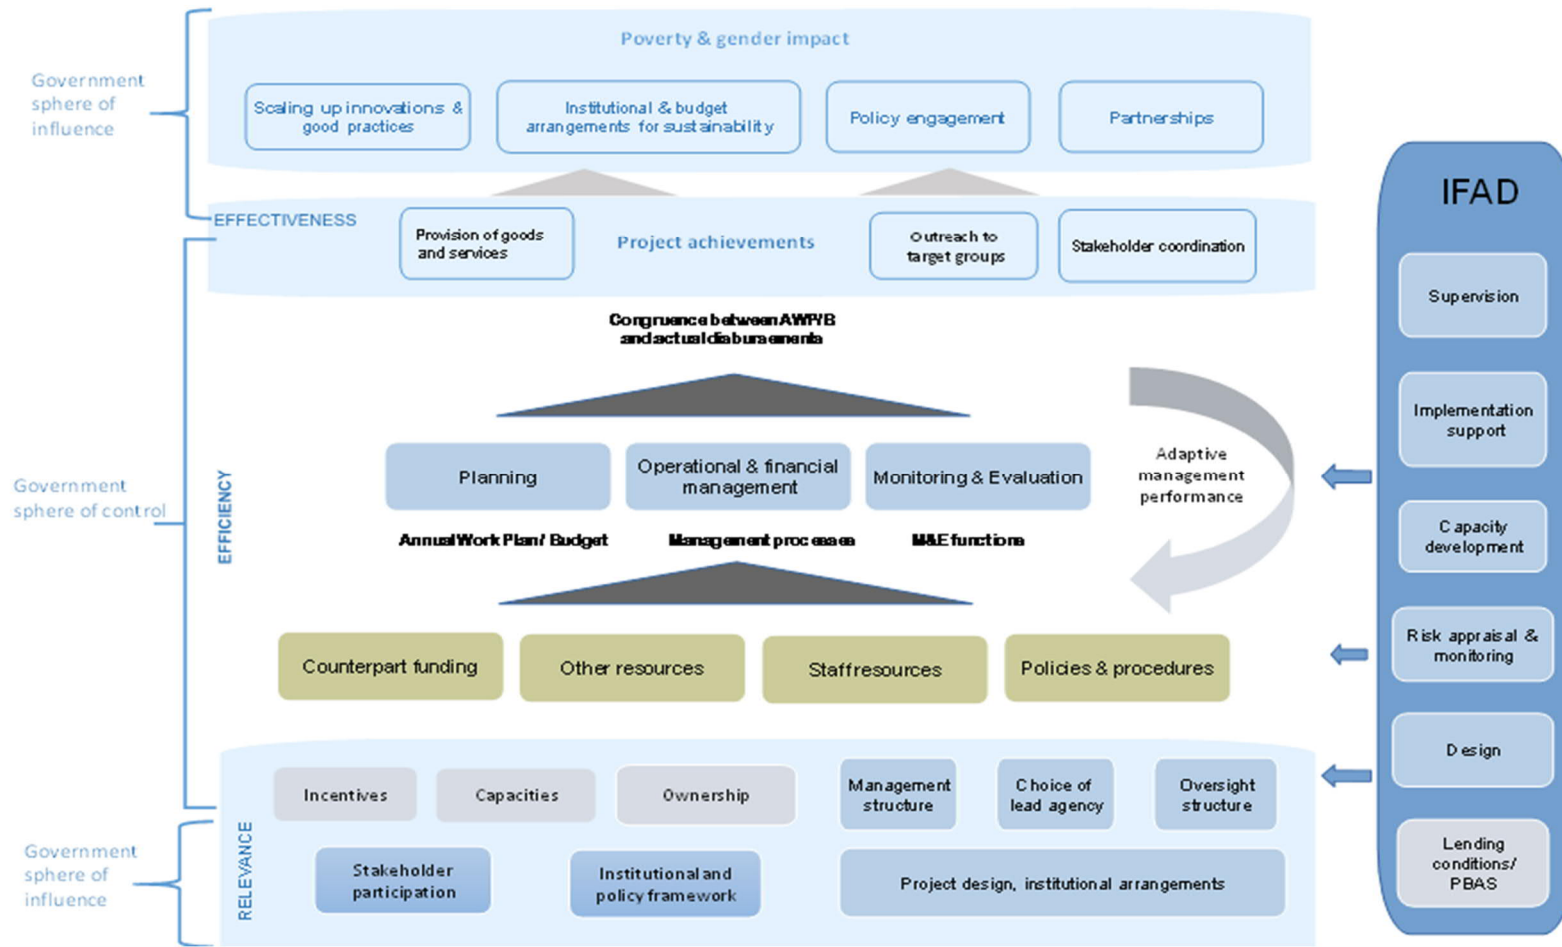 Poverty & gender impact
Government
sphere of
influence
Scaling up innovations &
good practices
Institutional & budget
arrangements for sustainability
Policy engagement
Partnerships
EFFECTIVENESS
Provision of goods
and services
Project achievements
Outreach to
target groups
Stakeholder coordination
Congruence between AWP/B
and actual disbursements
Government
sphere of control
EFFICIENCY
Planning
Operational & financial
management
Monitoring & Evaluation
Adaptive
management
performance
Annual Work Plan / Budget
Management processes
M&E functions
Counterpart funding
Other resources
Staff resources
Policies & procedures
Government
sphere of
influence
RELEVANCE
Incentives
Capacities
Ownership
Management
structure
Choice of
lead agency
Oversight
structure
Stakeholder
participation
Institutional and
policy framework
Project design, institutional arrangements
IFAD
Supervision
Implementation
support
Capacity
development
Risk appraisal &
monitoring
Design
Lending
conditions/
PBAS